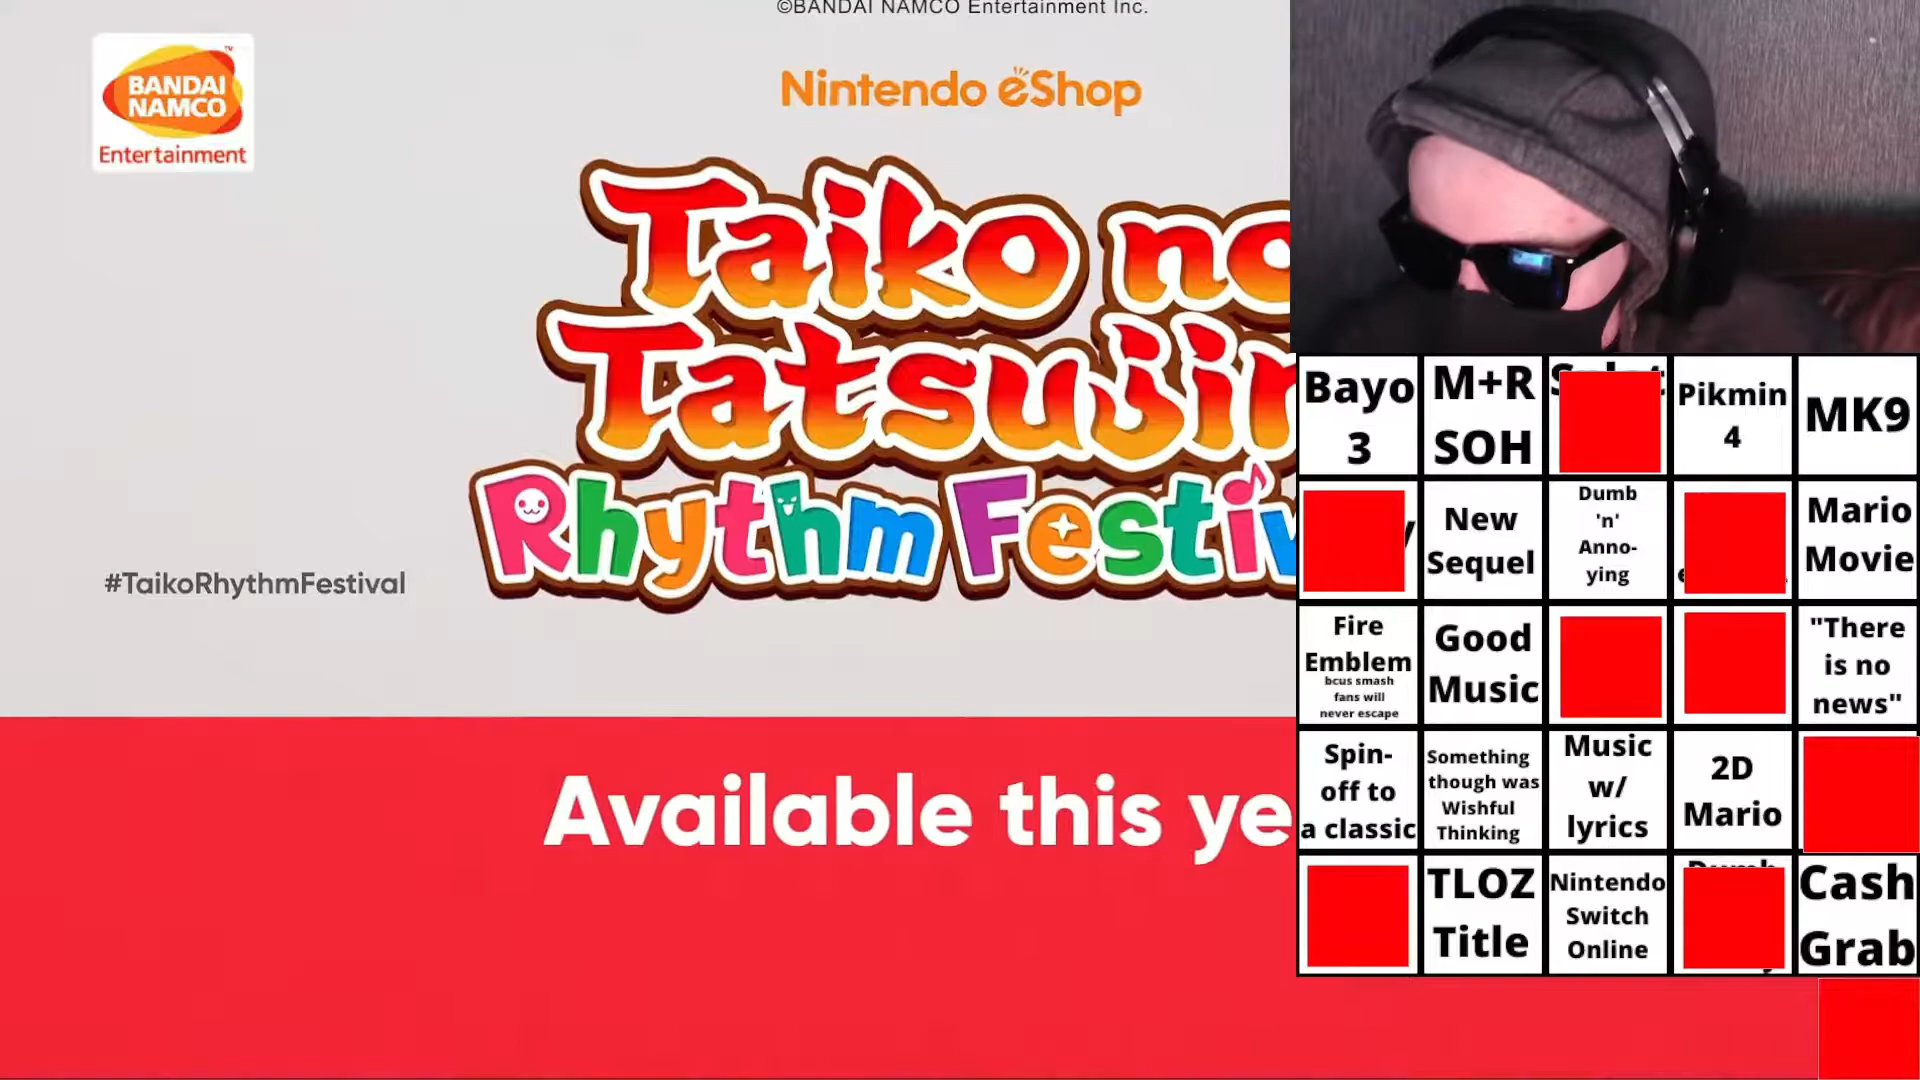 ©BANDAI NAMCO Entertainment Inc.
BANDAI
NAMCO
Entertainment
™
Nintendo eShop
Taiko no
Tatsujin
Rhythm Festiv
#TaikoRhythmFestival
Available this ye
Bayo
3
M+R
SOH
Pikmin
4
MK9
New
Sequel
Dumb
'n'
Anno-
ying
Mario
Movie
Fire
Emblem
bcus smash
fans will
never escape
Good
Music
"There
is no
news"
Spin-
off to
a classic
Something
though was
Wishful
Thinking
Music
w/
lyrics
2D
Mario
TLOZ
Title
Nintendo
Switch
Online
Cash
Grab